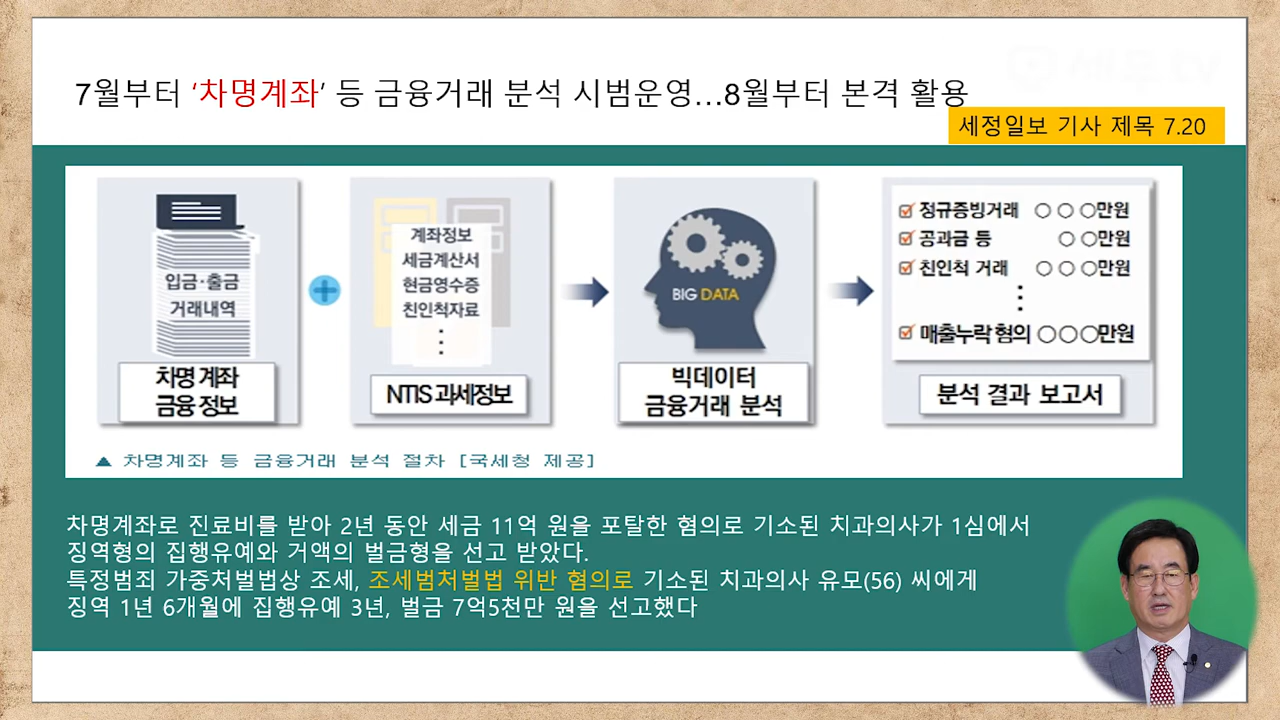 7월부터 ‘차명계좌’ 등 금융거래 분석 시범운영…8월부터 본격 활용
세정일보 기사 제목 7.20
입금·출금
거래내역
차명 계좌
금융 정보
계좌정보
세금계산서
현금영수증
친인척자료
NTIS 과세정보
BIG DATA
빅데이터
금융거래 분석
정규증빙거래 ○ ○ ○만원
공과금 등 ○ ○만원
친인척 거래 ○ ○ ○만원
매출누락 혐의 ○○○만원
분석 결과 보고서
▲ 차명계좌 등 금융거래 분석 절차 [국세청 제공]
차명계좌로 진료비를 받아 2년 동안 세금 11억 원을 포탈한 혐의로 기소된 치과의사가 1심에서
징역형의 집행유예와 거액의 벌금형을 선고 받았다.
특정범죄 가중처벌법상 조세, 조세범처벌법 위반 혐의로 기소된 치과의사 유모(56) 씨에게
징역 1년 6개월에 집행유예 3년, 벌금 7억5천만 원을 선고했다